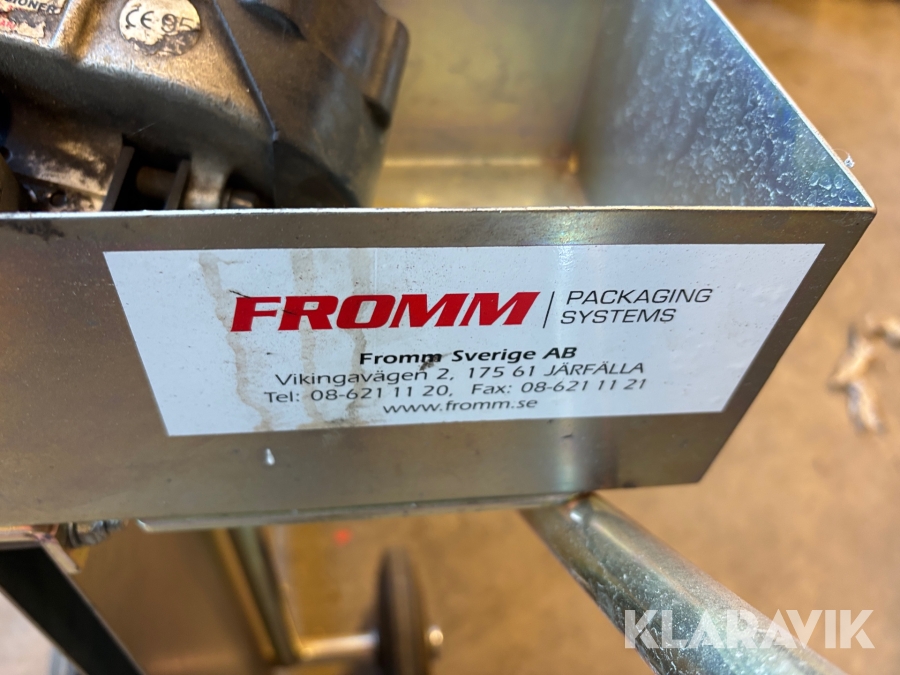 CE 95
FROMM | PACKAGING
SYSTEMS
Fromm Sverige AB
Vikingavägen 2, 175 61 JÄRFÄLLA
Tel: 08-621 11 20, Fax: 08-621 11 21
www.fromm.se
KLARAVIK